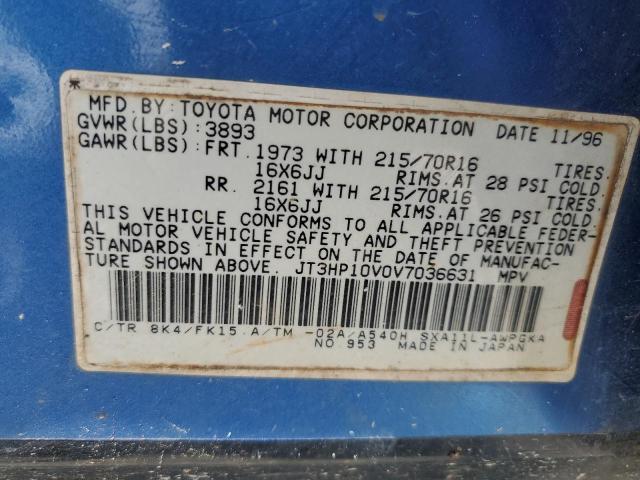 MFD.BY:TOYOTA MOTOR CORPORATION DATE 11/96
GVWR(LBS):3893
GAWR(LBS):FRT.1973 WITH 215/70R16 TIRES.
16X6JJ RIMS.AT 28 PSI COLD.
RR. 2161 WITH 215/70R16 TIRES.
16X6JJ RIMS.AT 26 PSI COLD.
THIS VEHICLE CONFORMS TO ALL APPLICABLE FEDER-
AL MOTOR VEHICLE SAFETY AND THEFT PREVENTION
STANDARDS IN EFFECT ON THE DATE OF MANUFAC-
TURE SHOWN ABOVE. JT3HP10V0V7036631 MPV
C/TR 8K4/FK15.A/TM -02A/A540H SXA11L-AWPGKA
NO.953 MADE IN JAPAN